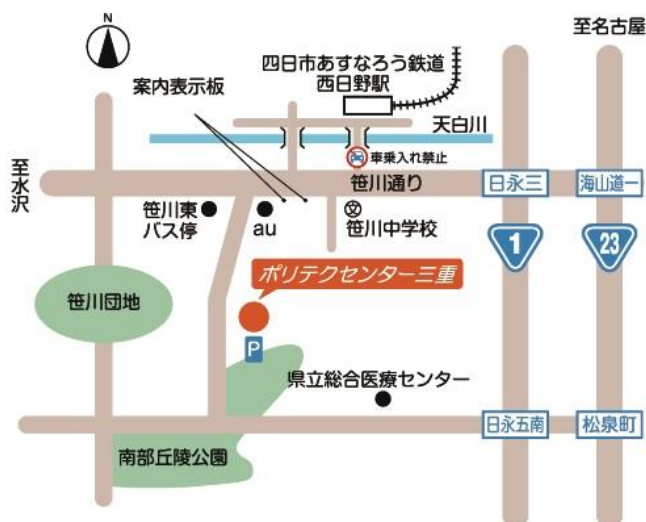 N
至名古屋
四日市あすなろう鉄道
西日野駅
案内表示板
天白川
車乗入れ禁止
至水沢
笹川通り
日永三
海山道一
笹川東
バス停
au
文
笹川中学校
1
23
ポリテクセンター三重
笹川団地
P
県立総合医療センター
日永五南
松泉町
南部丘陵公園